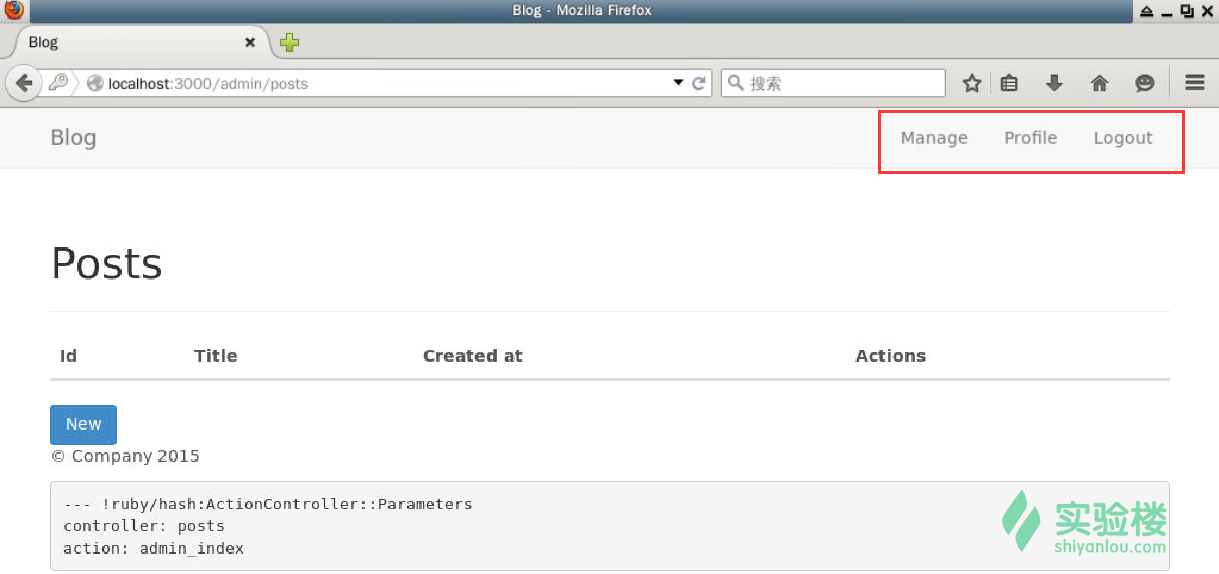 Blog - Mozilla Firefox
Blog
localhost:3000/admin/posts
搜索
Blog Manage Profile Logout
Posts
Id Title Created at Actions
New
© Company 2015
--- !ruby/hash:ActionController::Parameters
controller: posts
action: admin_index
实验楼
shiyanlou.com